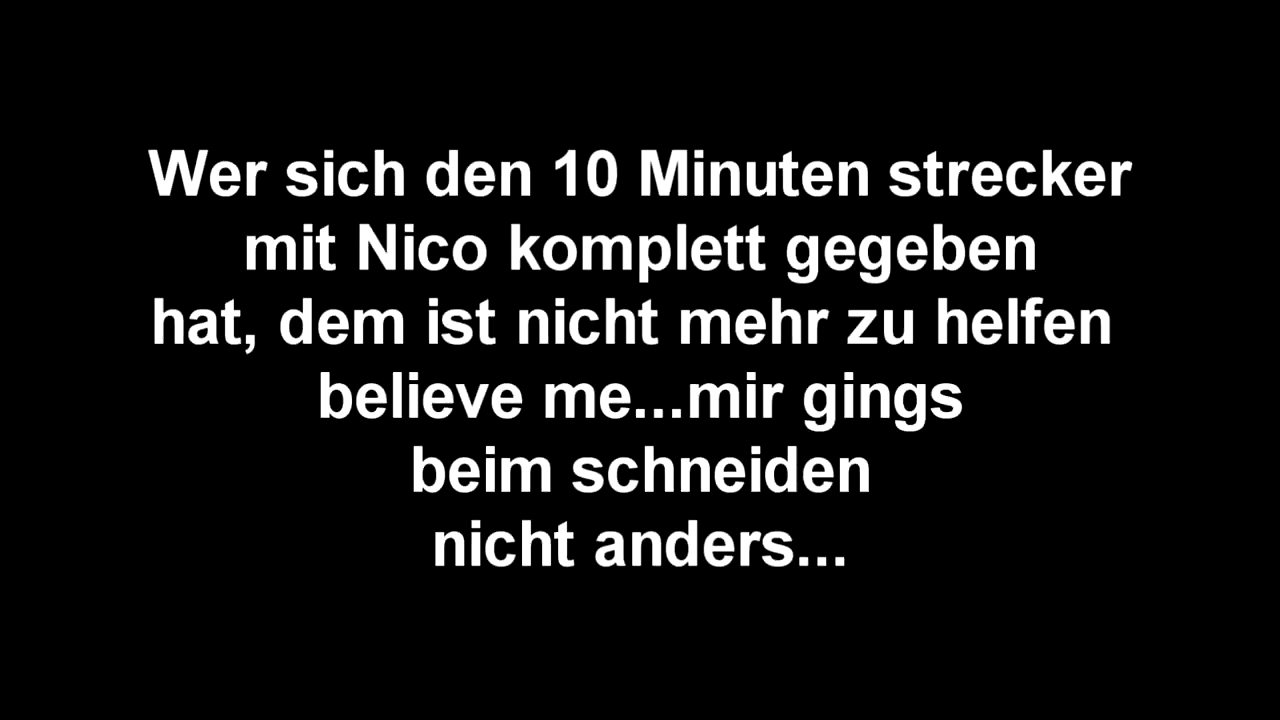 Wer sich den 10 Minuten strecker
mit Nico komplett gegeben
hat, dem ist nicht mehr zu helfen
believe me...mir gings
beim schneiden
nicht anders...